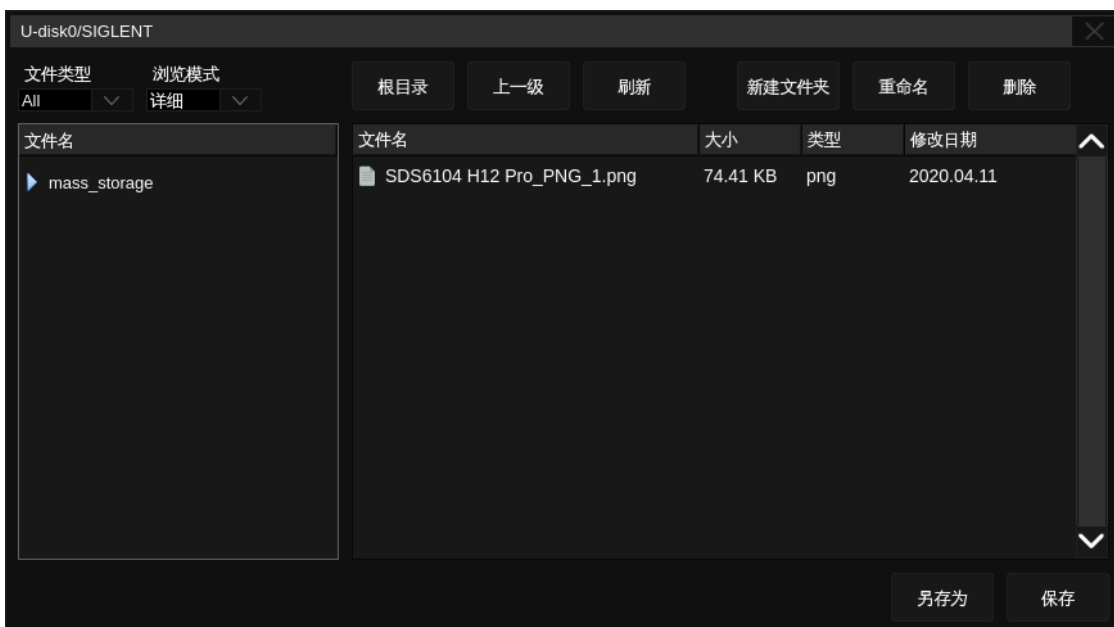 U-disk0/SIGLENT
文件类型 浏览模式
All 详细
根目录 上一级 刷新 新建文件夹 重命名 删除
文件名
mass_storage
文件名 大小 类型 修改日期
SDS6104 H12 Pro_PNG_1.png 74.41 KB png 2020.04.11
另存为 保存